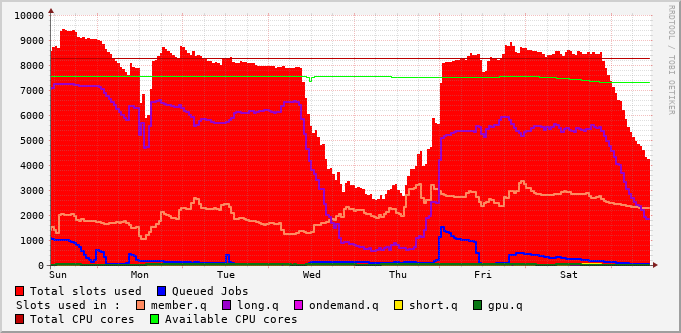 10000
9000
8000
7000
6000
5000
4000
3000
2000
1000
0
Sun Mon Tue Wed Thu Fri Sat
RRDTOOL / TOBI OETIKER
Total slots used Queued Jobs
Slots used in : member.q long.q ondemand.q short.q gpu.q
Total CPU cores Available CPU cores